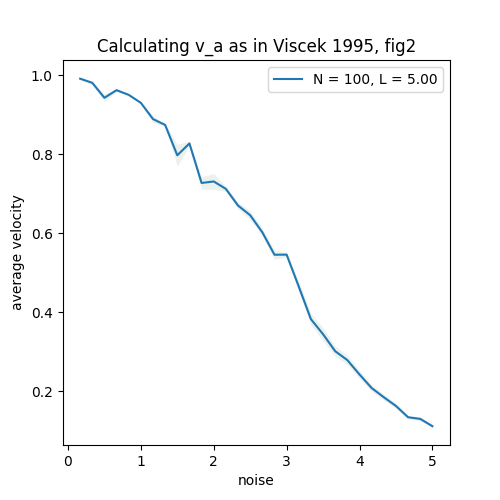 Calculating v_a as in Viscek 1995, fig2
N = 100, L = 5.00
average velocity
1.0
0.8
0.6
0.4
0.2
0 1 2 3 4 5
noise